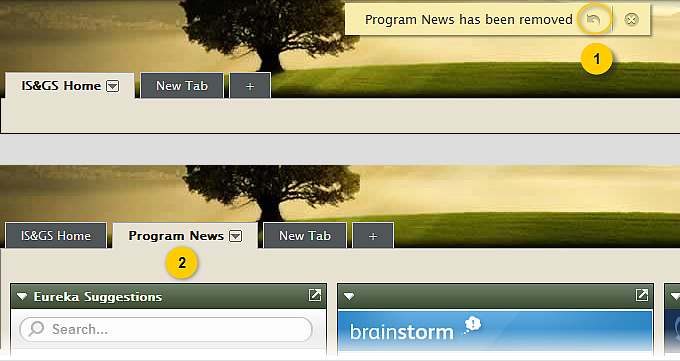 Program News has been removed
1
IS&GS Home New Tab +
IS&GS Home Program News New Tab +
2
Eureka Suggestions
Search...
brainstorm